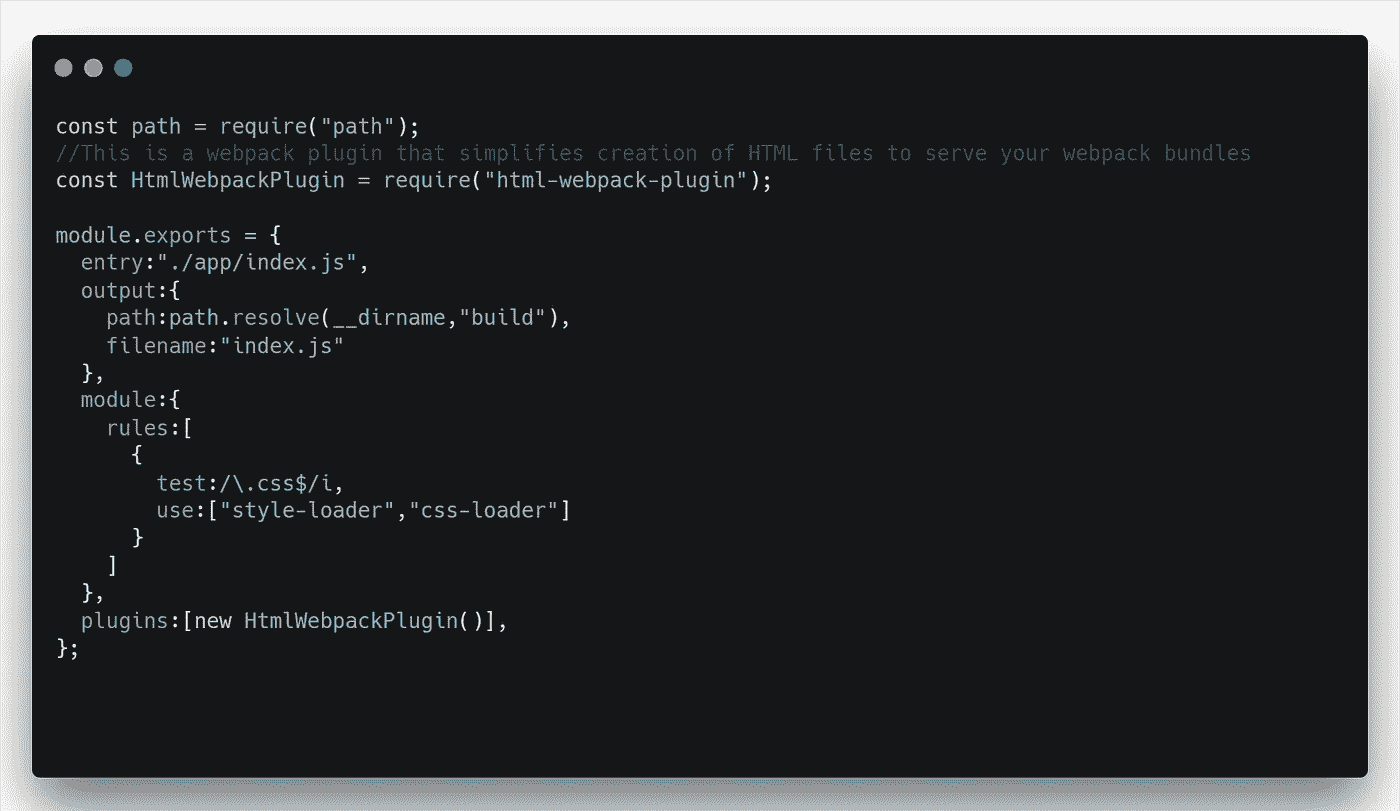 const path = require("path");
//This is a webpack plugin that simplifies creation of HTML files to serve your webpack bundles
const HtmlWebpackPlugin = require("html-webpack-plugin");
module.exports = {
  entry:"./app/index.js",
  output:{
    path:path.resolve(__dirname,"build"),
    filename:"index.js"
  },
  module:{
    rules:[
      {
        test:/\.css$/i,
        use:["style-loader","css-loader"]
      }
    ]
  },
  plugins:[new HtmlWebpackPlugin()],
};